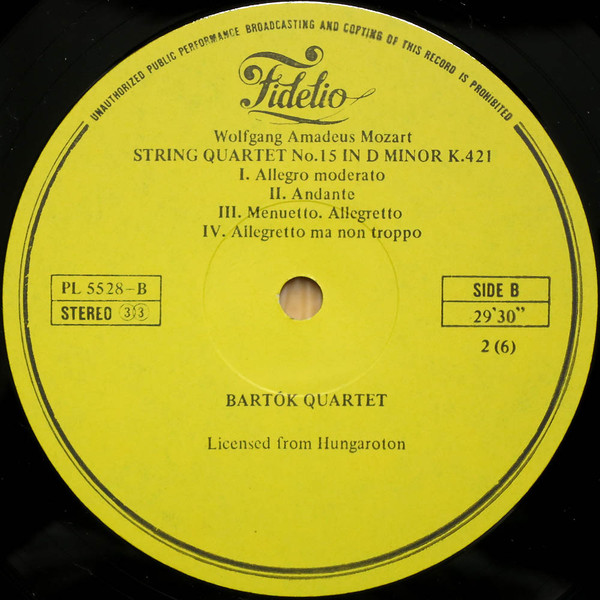 UNAUTHORIZED PUBLIC PERFORMANCE BROADCASTING AND COPYING OF THIS RECORD IS PROHIBITED
Fidelio
Wolfgang Amadeus Mozart
STRING QUARTET No.15 IN D MINOR K.421
I. Allegro moderato
II. Andante
III. Menuetto. Allegretto
IV. Allegretto ma non troppo
PL 5528-B
STEREO 33
SIDE B
29'30"
2 (6)
BARTÓK QUARTET
Licensed from Hungaroton